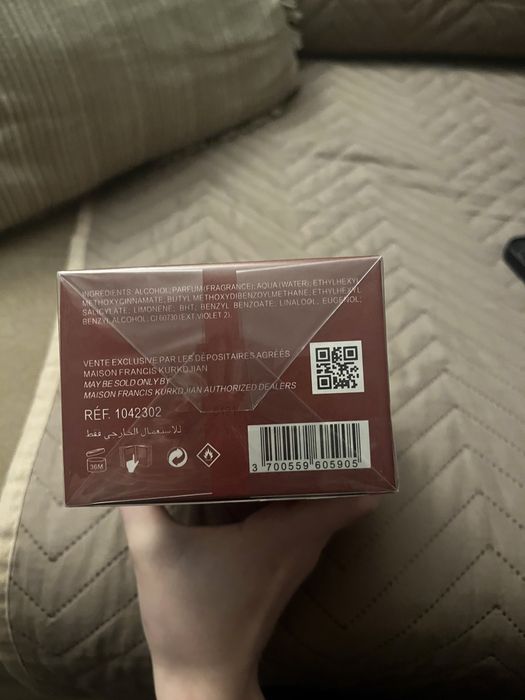 INGREDIENTS: ALCOHOL; PARFUM (FRAGRANCE); AQUA (WATER); ETHYLHEXYL
METHOXYCINNAMATE; BUTYL METHOXYDIBENZOYLMETHANE; ETHYLHEXYL
SALICYLATE; LIMONENE; BHT; BENZYL BENZOATE; LINALOOL; EUGENOL;
BENZYL ALCOHOL; CI 60730 (EXT. VIOLET 2).
VENTE EXCLUSIVE PAR LES DÉPOSITAIRES AGRÉÉS
MAISON FRANCIS KURKDJIAN
MAY BE SOLD ONLY BY
MAISON FRANCIS KURKDJIAN AUTHORIZED DEALERS
RÉF. 1042302
للاستعمال الخارجي فقط
36M
3 700559 605905